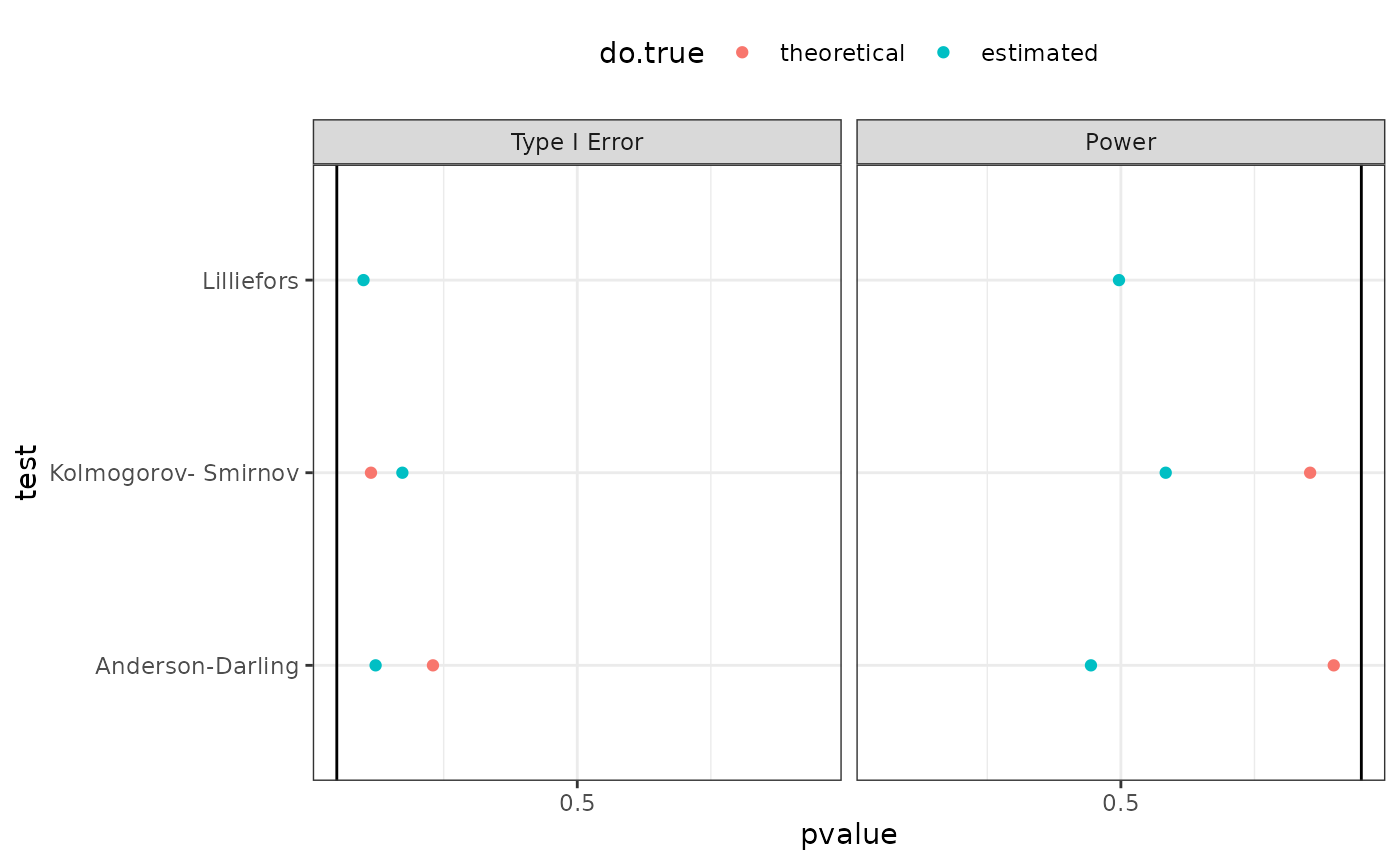 do.true theoretical estimated
Type I Error Power
Lilliefors
Kolmogorov- Smirnov
Anderson-Darling
test
0.5 0.5
pvalue